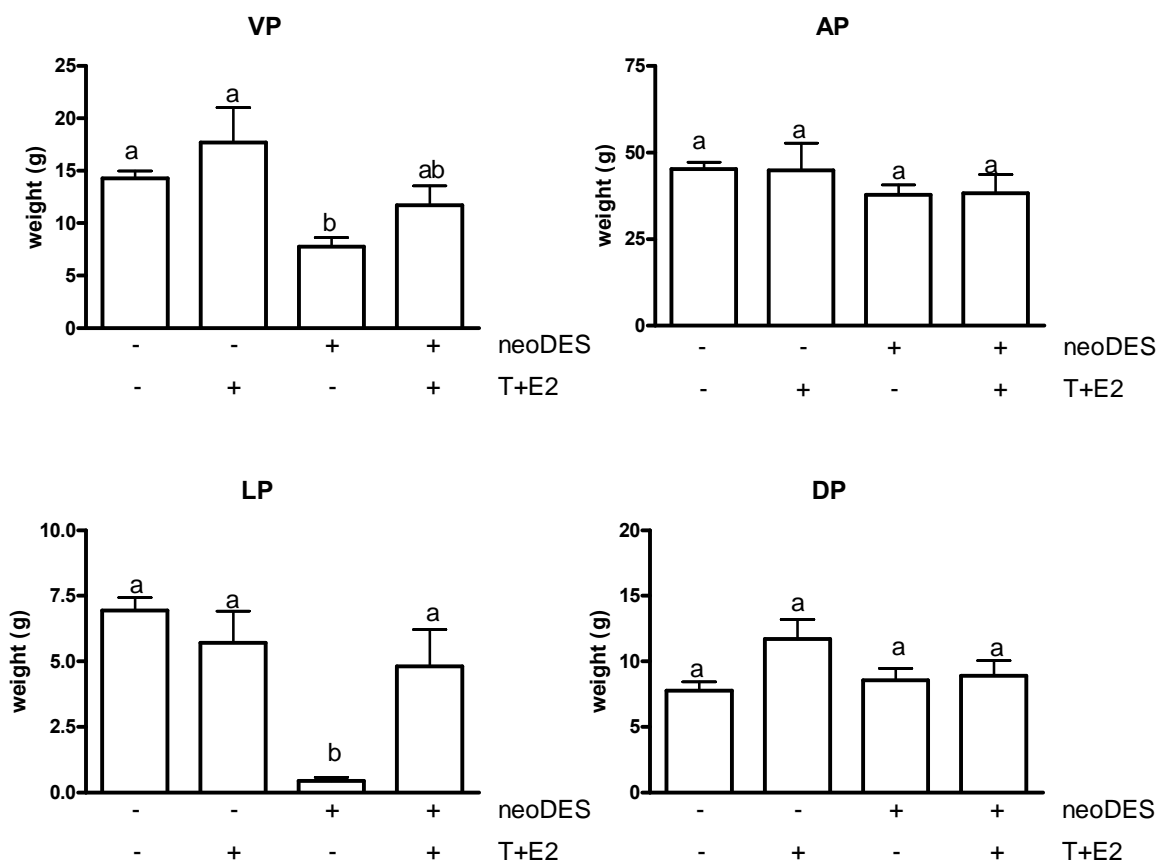 VP
weight (g)
25
20
15
10
5
0
a
a
b
ab
- - + + neoDES
- + - + T+E2
AP
weight (g)
75
50
25
0
a
a
a
a
- - + + neoDES
- + - + T+E2
LP
weight (g)
10.0
7.5
5.0
2.5
0.0
a
a
b
a
- - + + neoDES
- + - + T+E2
DP
weight (g)
20
15
10
5
0
a
a
a
a
- - + + neoDES
- + - + T+E2